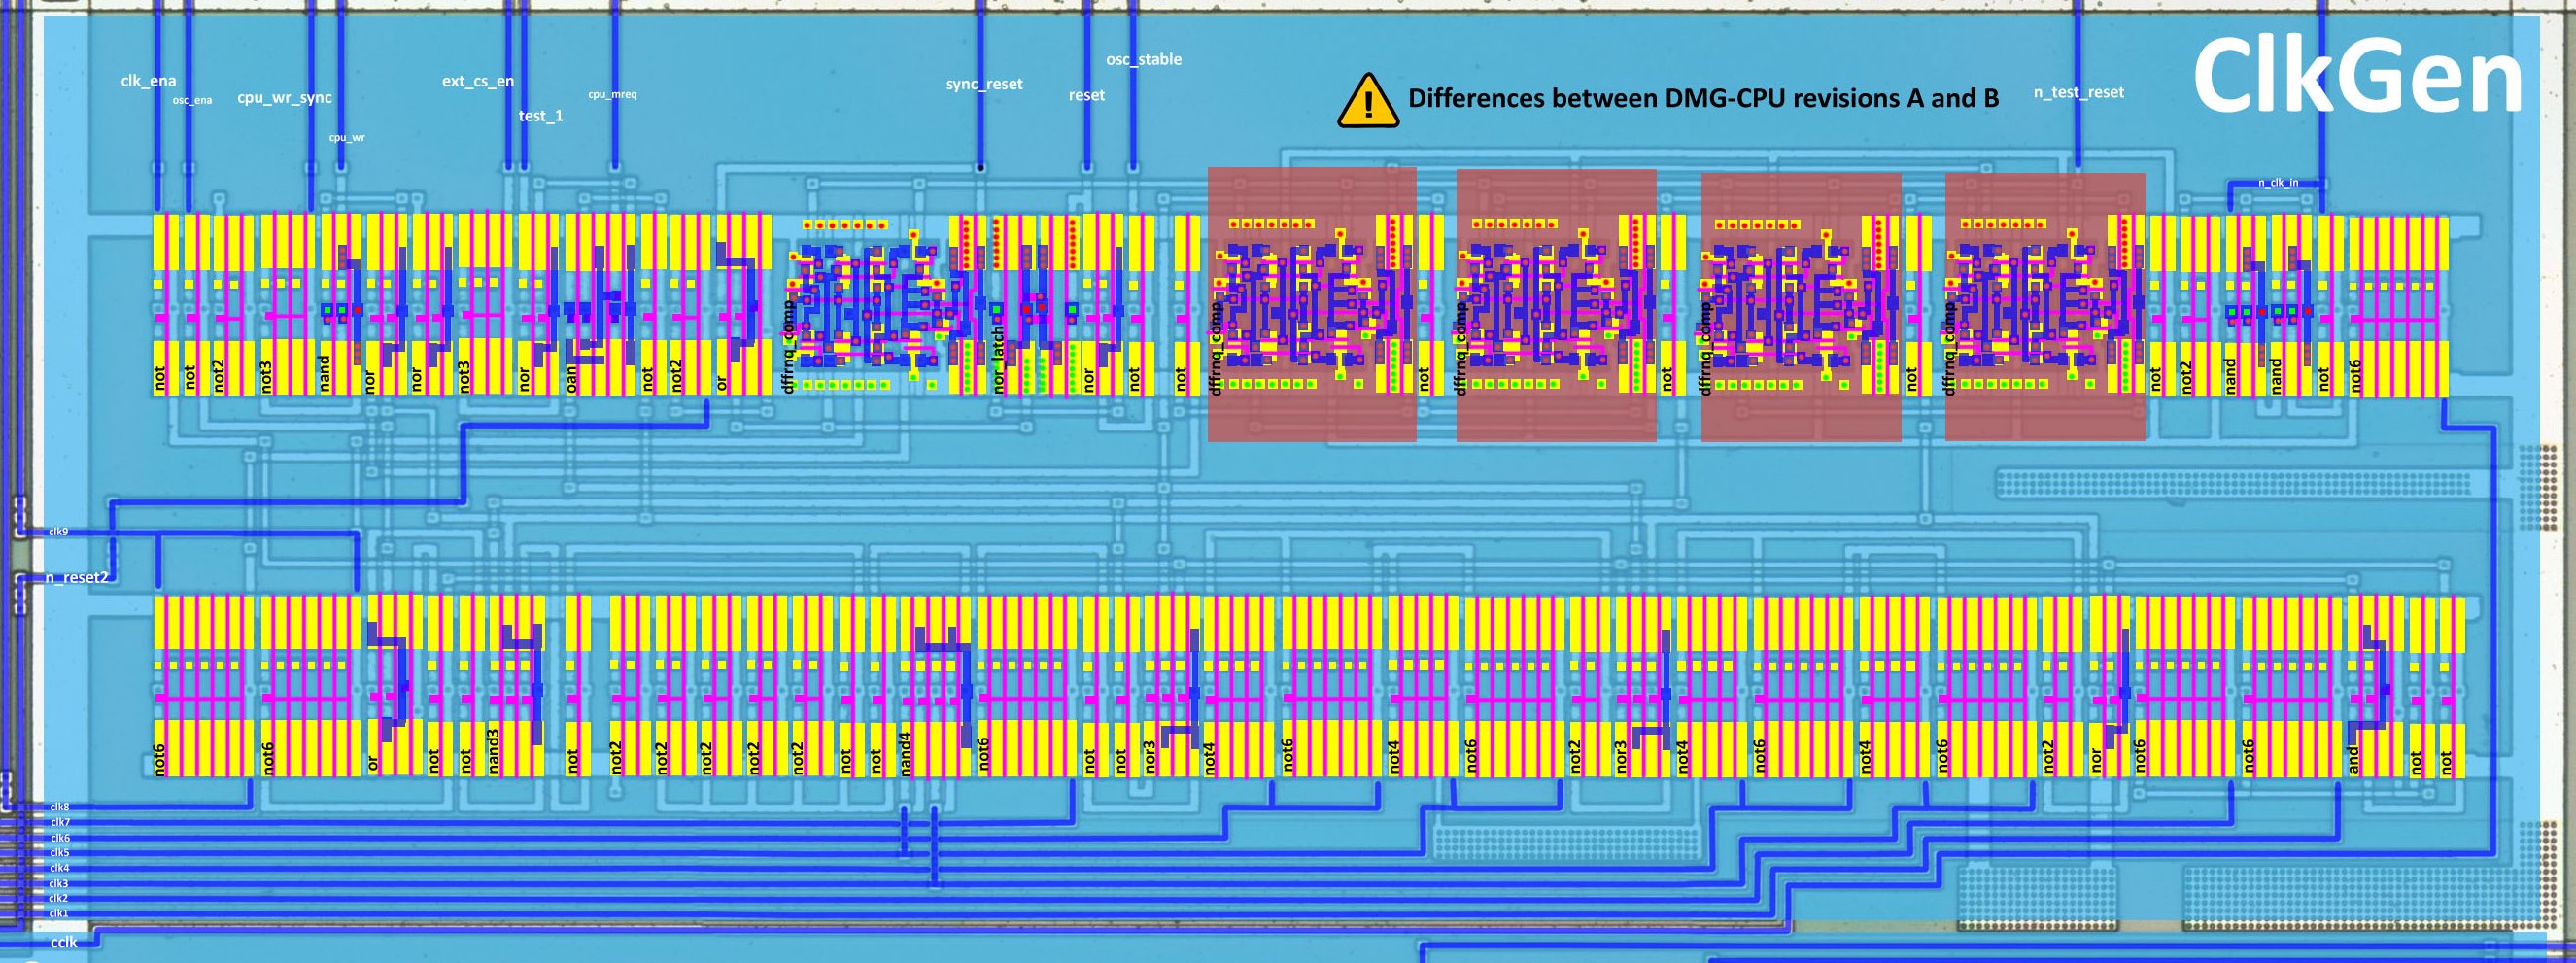 ClkGen
clk_ena
osc_ena
cpu_wr_sync
cpu_wr
ext_cs_en
test_1
cpu_mreq
sync_reset
reset
osc_stable
! Differences between DMG-CPU revisions A and B
n_test_reset
n_clk_in
not
not
not2
not3
nand
nor
nor
not3
nor
oan
not
not2
or
dffrnq_comp
nor_latch
nor
not
not
dffrnq_comp
not
dffrnq_comp
not
dffrnq_comp
not
dffrnq_comp
not
not2
nand
nand
not
not6
clk9
n_reset2
not6
not6
or
not
not
nand3
not
not2
not2
not2
not2
not2
not
not
nand4
not6
not
not
nor3
not4
not6
not4
not6
not2
nor3
not4
not6
not4
not6
not2
nor
not6
not6
and
not
not
clk8
clk7
clk6
clk5
clk4
clk3
clk2
clk1
cclk